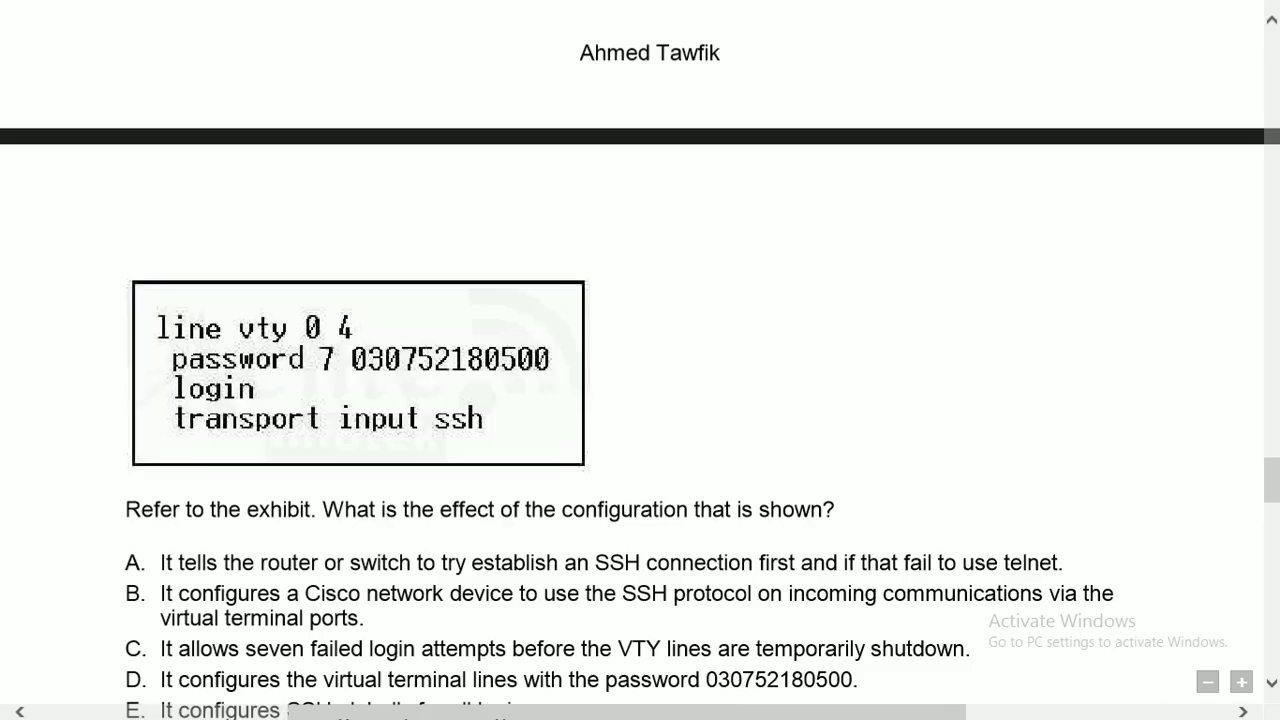 Ahmed Tawfik
line vty 0 4
password 7 030752180500
login
transport input ssh
Refer to the exhibit. What is the effect of the configuration that is shown?
A. It tells the router or switch to try establish an SSH connection first and if that fail to use telnet.
B. It configures a Cisco network device to use the SSH protocol on incoming communications via the
virtual terminal ports.
Activate Windows
Go to PC settings to activate Windows.
C. It allows seven failed login attempts before the VTY lines are temporarily shutdown.
D. It configures the virtual terminal lines with the password 030752180500.
E. It configures